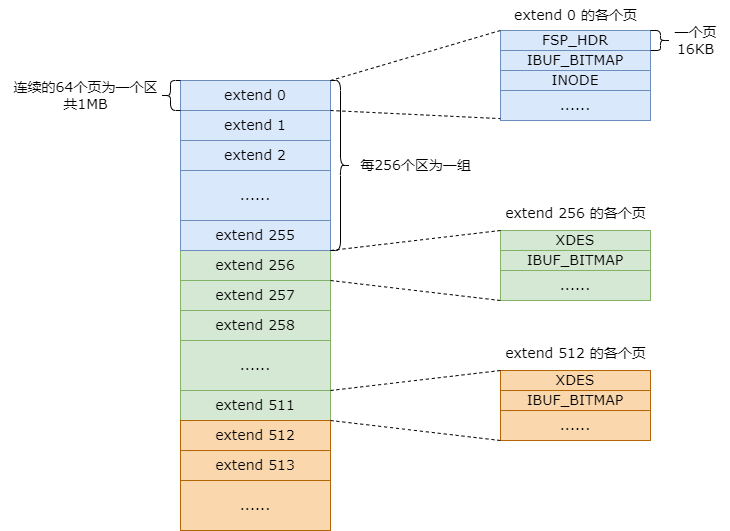 extend 0 的各个页
FSP_HDR
IBUF_BITMAP
INODE
......
一个页
16KB
连续的64个页为一个区
共1MB
extend 0
extend 1
extend 2
......
extend 255
每256个区为一组
extend 256
extend 257
extend 258
......
extend 511
extend 256 的各个页
XDES
IBUF_BITMAP
......
extend 512
extend 513
......
extend 512 的各个页
XDES
IBUF_BITMAP
......